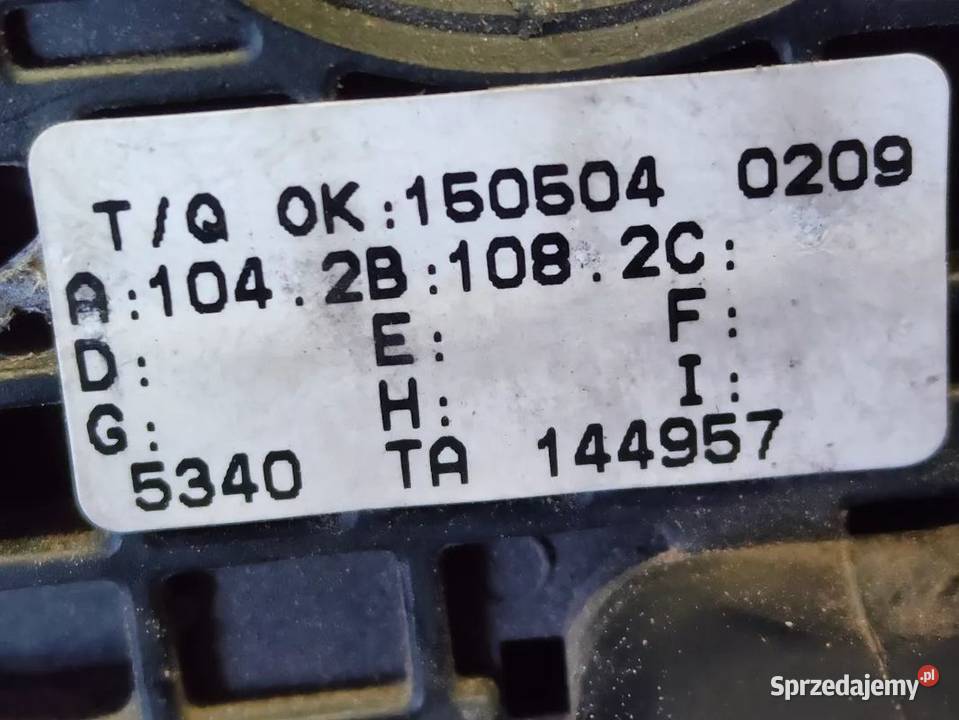 T/Q OK:150504 0209
A:104.2B:108.2C:
D: E: F:
G: H: I:
5340 TA 144957
Sprzedajemy.pl